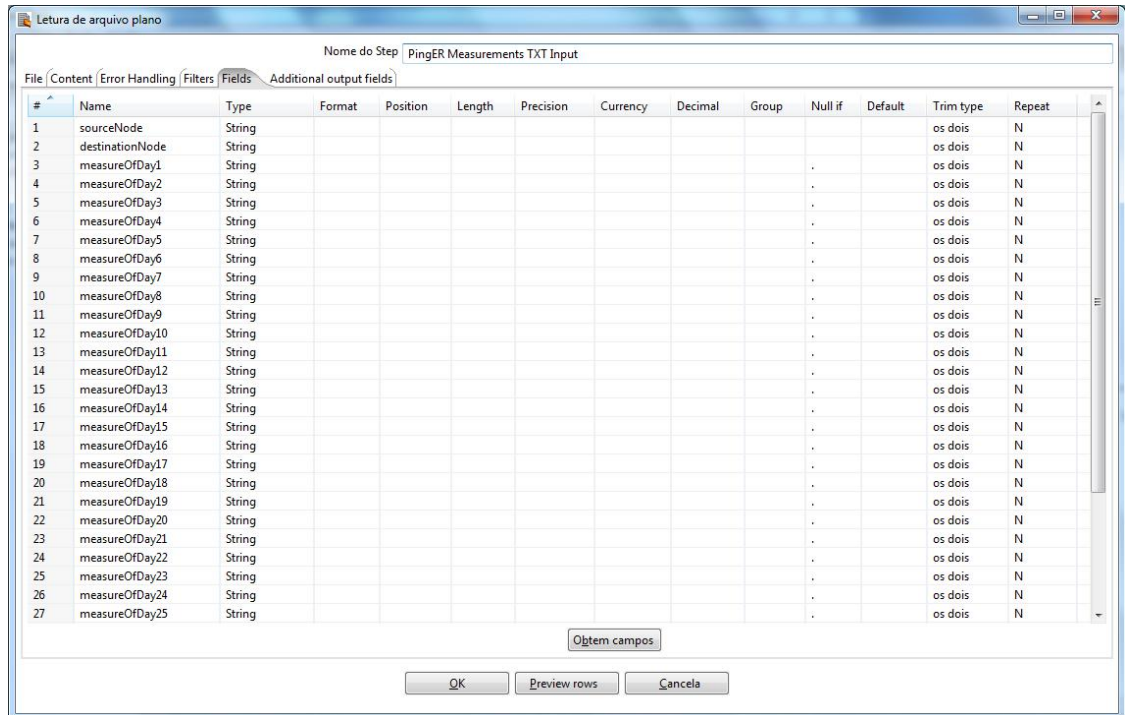 Letura de arquivo plano
Nome do Step PingER Measurements TXT Input
File Content Error Handling Filters Fields Additional output fields
# Name Type Format Position Length Precision Currency Decimal Group Null if Default Trim type Repeat
1 sourceNode String os dois N
2 destinationNode String os dois N
3 measureOfDay1 String . os dois N
4 measureOfDay2 String . os dois N
5 measureOfDay3 String . os dois N
6 measureOfDay4 String . os dois N
7 measureOfDay5 String . os dois N
8 measureOfDay6 String . os dois N
9 measureOfDay7 String . os dois N
10 measureOfDay8 String . os dois N
11 measureOfDay9 String . os dois N
12 measureOfDay10 String . os dois N
13 measureOfDay11 String . os dois N
14 measureOfDay12 String . os dois N
15 measureOfDay13 String . os dois N
16 measureOfDay14 String . os dois N
17 measureOfDay15 String . os dois N
18 measureOfDay16 String . os dois N
19 measureOfDay17 String . os dois N
20 measureOfDay18 String . os dois N
21 measureOfDay19 String . os dois N
22 measureOfDay20 String . os dois N
23 measureOfDay21 String . os dois N
24 measureOfDay22 String . os dois N
25 measureOfDay23 String . os dois N
26 measureOfDay24 String . os dois N
27 measureOfDay25 String . os dois N
Obtem campos
OK Preview rows Cancela